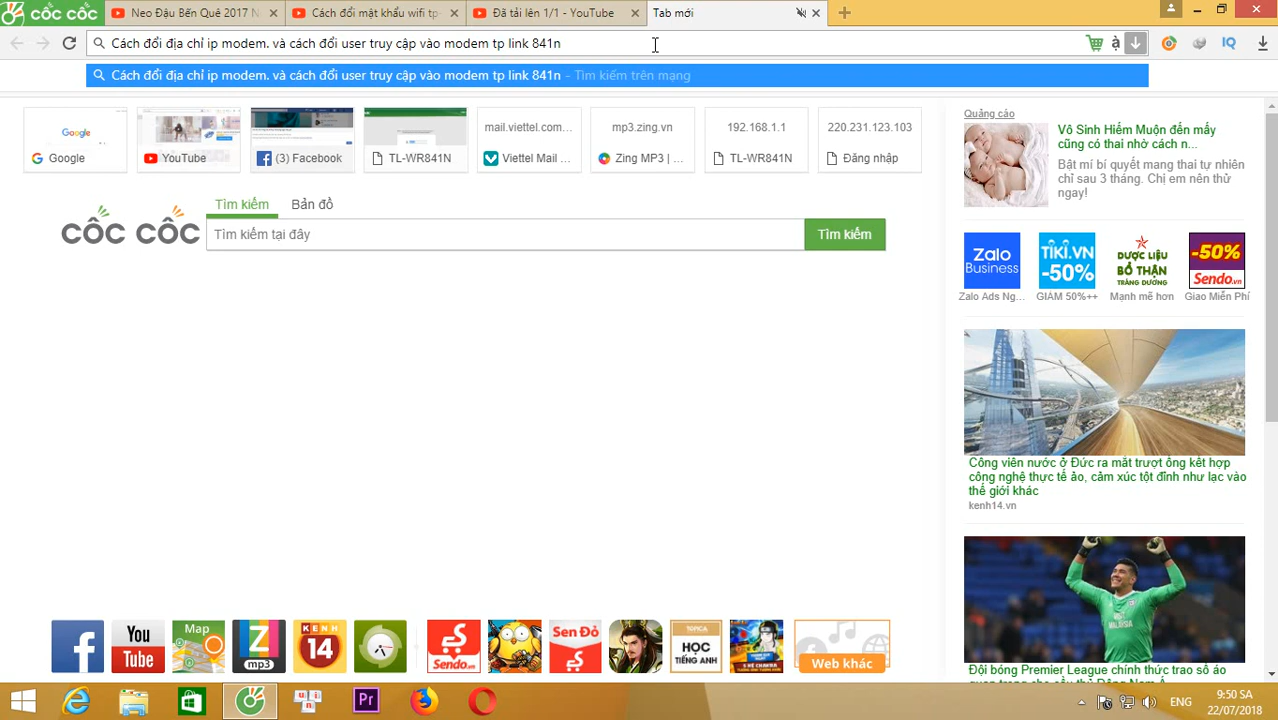 cốc cốc
Neo Đậu Bến Quê 2017 N
Cách đổi mật khẩu wifi tp-
Đã tải lên 1/1 - YouTube
Tab mới
Cách đổi địa chỉ ip modem. và cách đổi user truy cập vào modem tp link 841n
IQ
Cách đổi địa chỉ ip modem. và cách đổi user truy cập vào modem tp link 841n – Tìm kiếm trên mạng
Google
Google
YouTube
(3) Facebook
TL-WR841N
mail.viettel.com...
Viettel Mail ...
mp3.zing.vn
Zing MP3 | ...
192.168.1.1
TL-WR841N
220.231.123.103
Đăng nhập
cốc cốc
Tìm kiếm
Bản đồ
Tìm kiếm tại đây
Tìm kiếm
Quảng cáo
Vô Sinh Hiếm Muộn đến mấy
cũng có thai nhờ cách n...
Bật mí bí quyết mang thai tự nhiên
chỉ sau 3 tháng. Chị em nên thử
ngay!
Zalo
Business
Zalo Ads Ng...
TIKI.VN
-50%
GIẢM 50%++
DƯỢC LIỆU
BỔ THẬN
TRÀNG DƯƠNG
Mạnh mẽ hơn
-50%
Sendo.vn
Giao Miễn Phí
Công viên nước ở Đức ra mắt trượt ống kết hợp
công nghệ thực tế ảo, cảm xúc tột đỉnh như lạc vào
thế giới khác
kenh14.vn
Đội bóng Premier League chính thức trao số áo
You
Tube
Map
mp3
KENH
14
Sendo.vn
Sen Đỏ
TOPICA
HỌC
TIẾNG ANH
Web khác
Pr
ENG
9:50 SA
22/07/2018